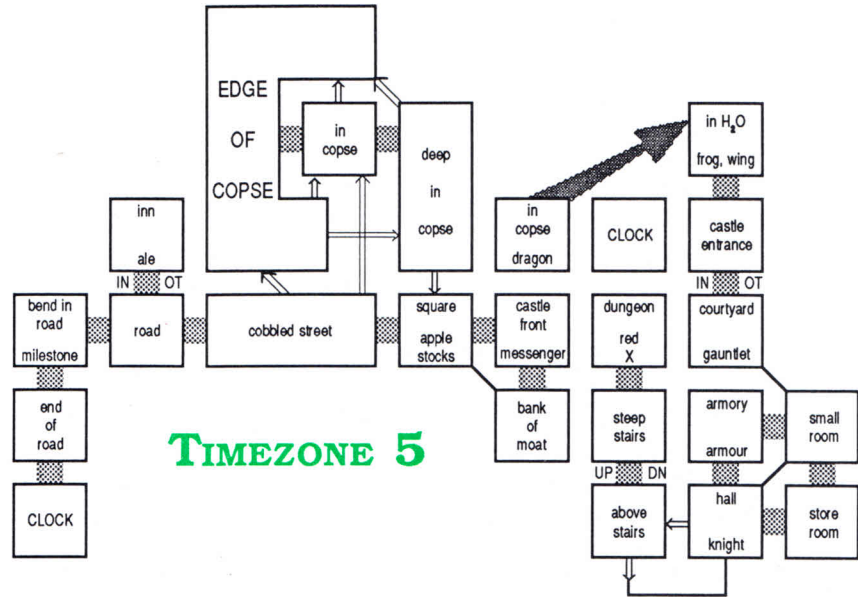 EDGE
OF
COPSE
in
copse
deep
in
copse
in H2O
frog, wing
inn
ale
in
copse
dragon
CLOCK
castle
entrance
IN OT
IN OT
bend in
road
milestone
road
cobbled street
square
apple
stocks
castle
front
messenger
dungeon
red
X
courtyard
gauntlet
end
of
road
TIMEZONE 5
bank
of
moat
steep
stairs
armory
armour
small
room
UP DN
CLOCK
above
stairs
hall
knight
store
room